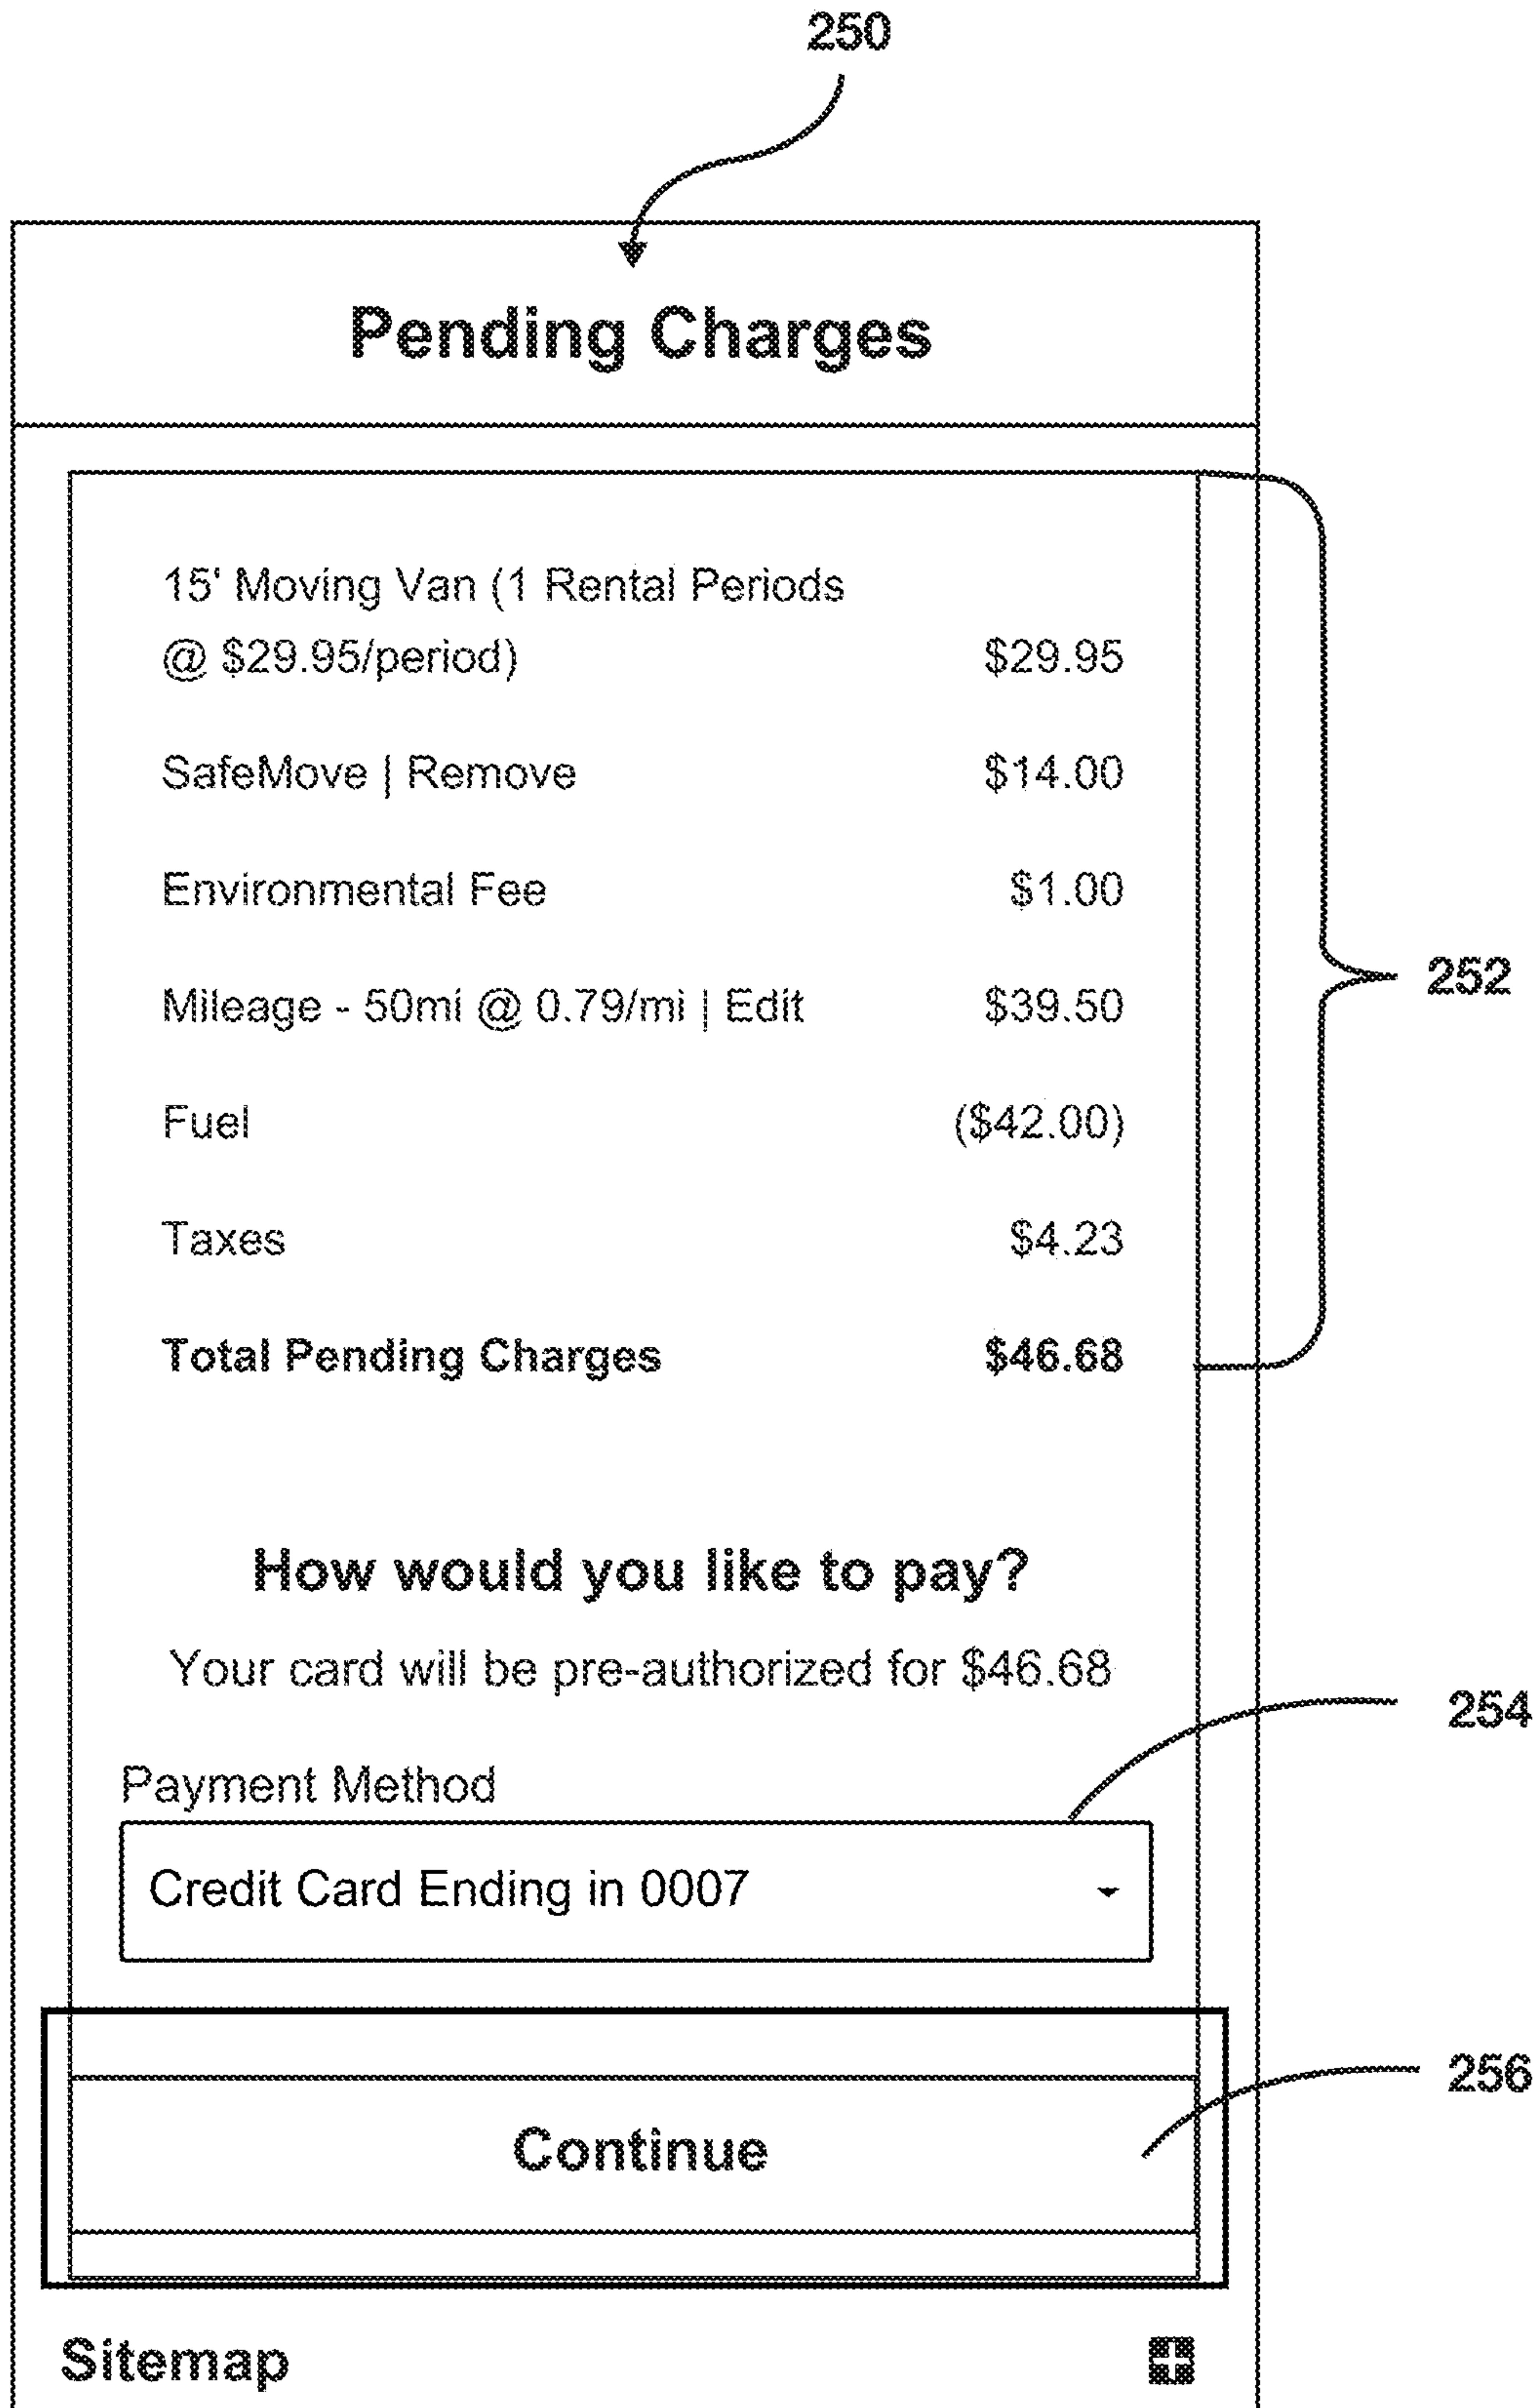 250
Pending Charges
15' Moving Van (1 Rental Periods
@ $29.95/period) $29.95
SafeMove | Remove $14.00
Environmental Fee $1.00
Mileage - 50mi @ 0.79/mi | Edit $39.50
252
Fuel ($42.00)
Taxes $4.23
Total Pending Charges $46.68
How would you like to pay?
Your card will be pre-authorized for $46.68
254
Payment Method
Credit Card Ending in 0007
256
Continue
Sitemap